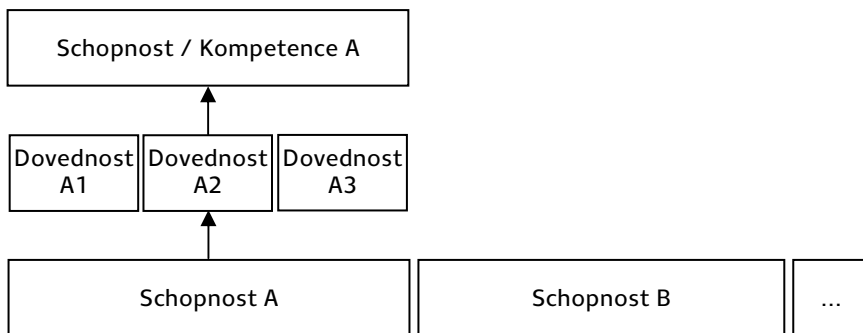 Schopnost / Kompetence A
Dovednost
A1
Dovednost
A2
Dovednost
A3
Schopnost A
Schopnost B
...